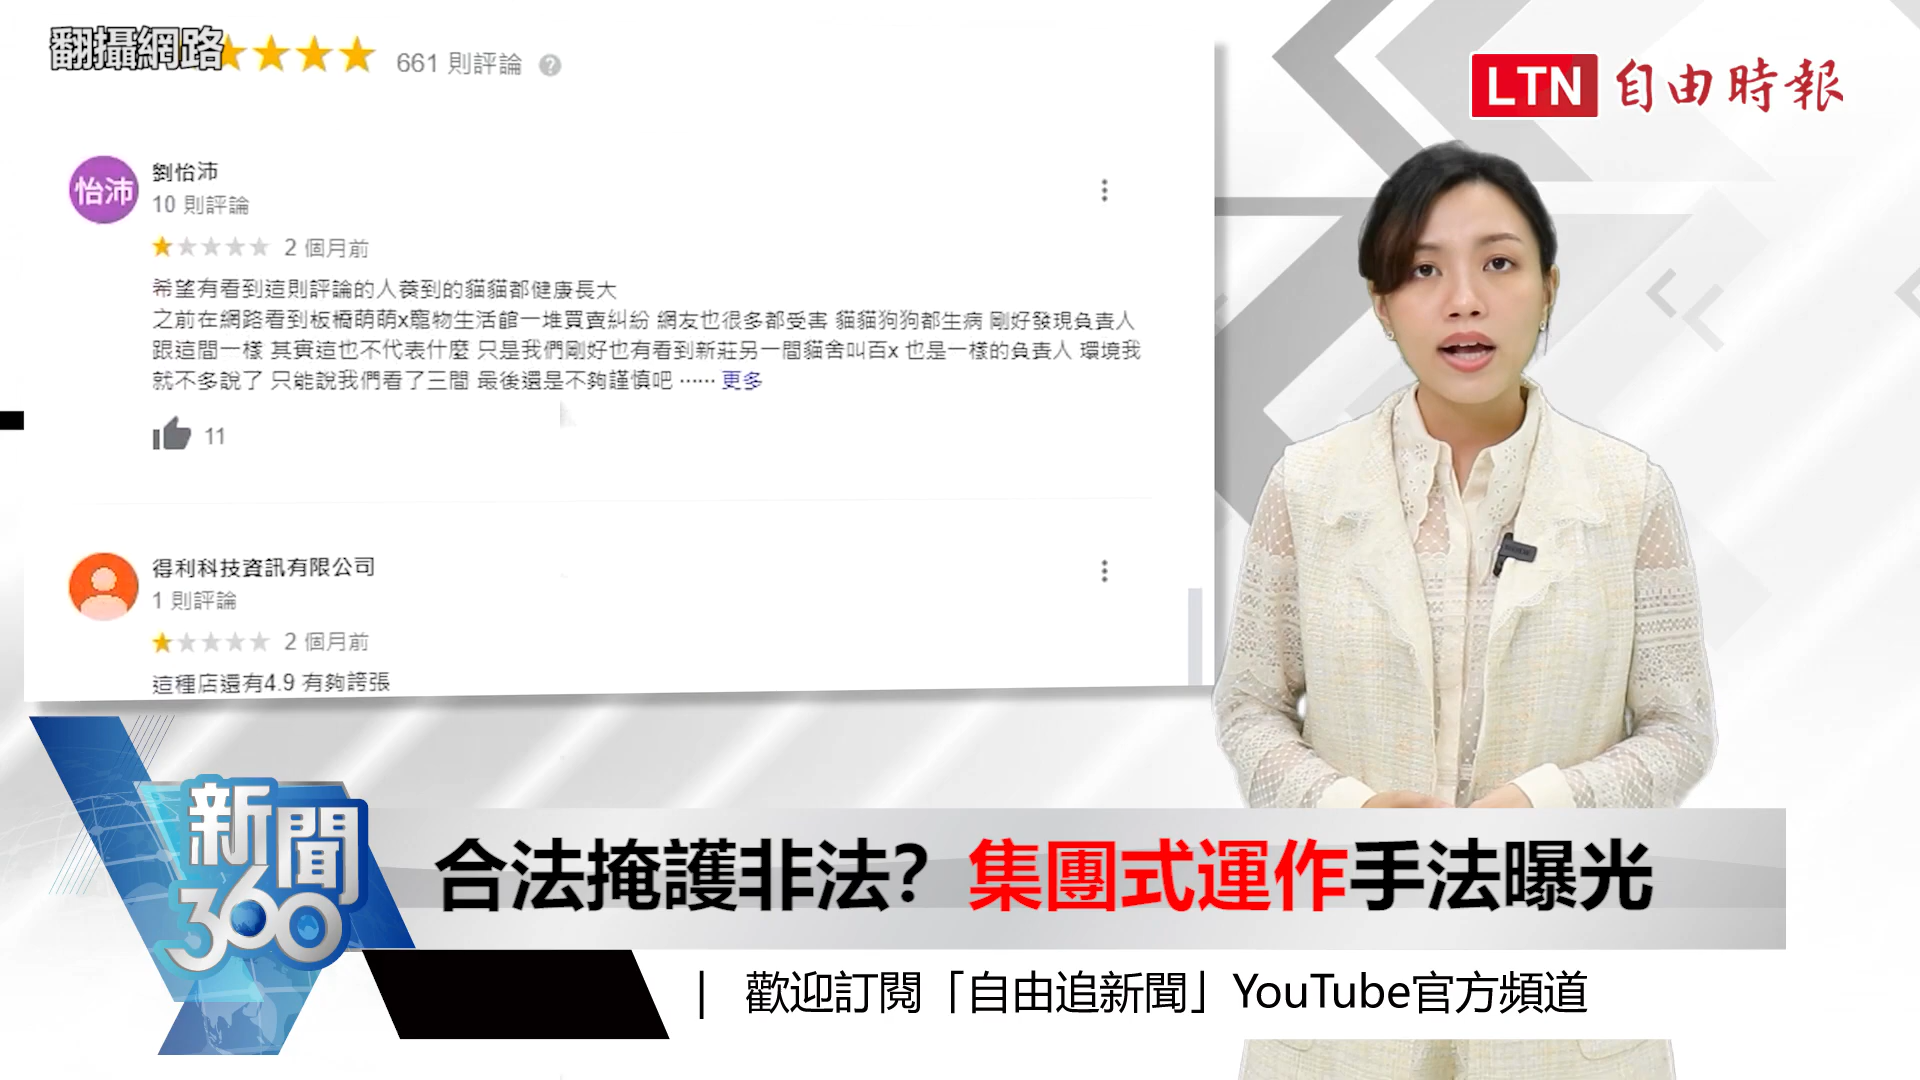 翻攝網路
661 則評論
LTN 自由時報
怡沛
劉怡沛
10 則評論
2 個月前
希望有看到這則評論的人養到的貓貓都健康長大
之前在網路看到板橋萌萌x寵物生活館一堆買賣糾紛 網友也很多都受害 貓貓狗狗都生病 剛好發現負責人
跟這間一樣 其實這也不代表什麼 只是我們剛好也有看到新莊另一間貓舍叫百x 也是一樣的負責人 環境我
就不多說了 只能說我們看了三間 最後還是不夠謹慎吧 …… 更多
11
得利科技資訊有限公司
1 則評論
2 個月前
這種店還有4.9 有夠誇張
新聞
360
合法掩護非法？集團式運作手法曝光
| 歡迎訂閱「自由追新聞」YouTube官方頻道